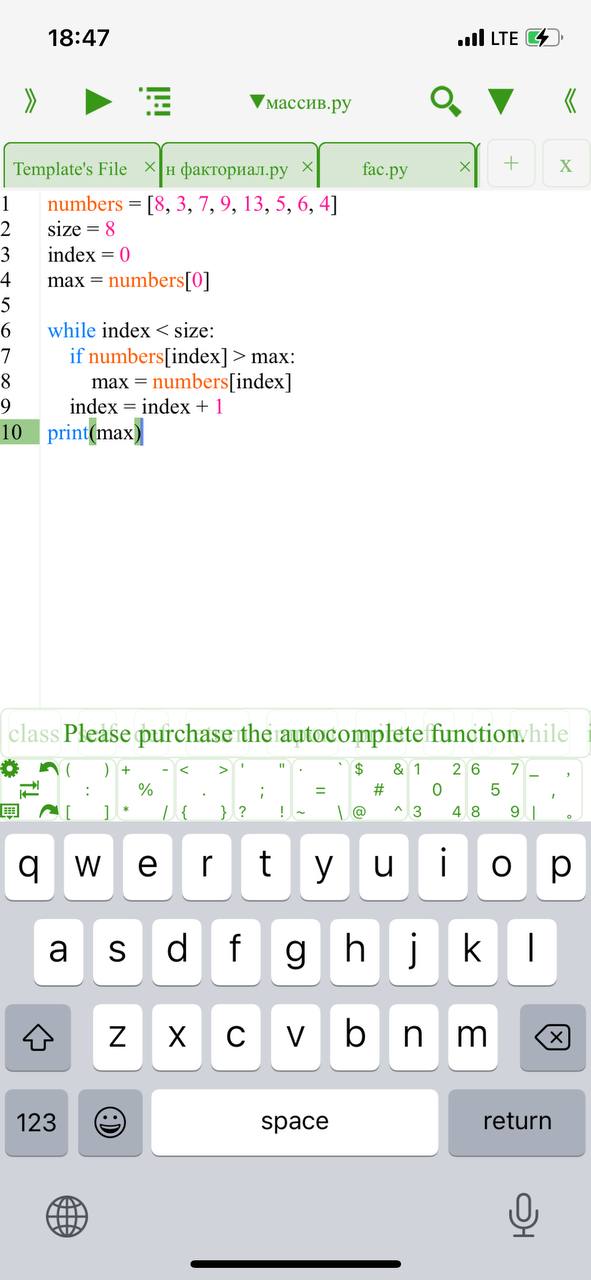 18:47 LTE
▼массив.py
Template's File × н факториал.py × fac.py × + x
1 numbers = [8, 3, 7, 9, 13, 5, 6, 4]
2 size = 8
3 index = 0
4 max = numbers[0]
5
6 while index < size:
7     if numbers[index] > max:
8         max = numbers[index]
9     index = index + 1
10 print(max)
class Please purchase the autocomplete function. while i
( ) + - < > ' " . ` $ & 1 2 6 7 _ ,
: % . ; = # 0 5 ,
[ ] * / { } ? ! ~ \ @ ^ 3 4 8 9 | 。
q w e r t y u i o p
a s d f g h j k l
z x c v b n m
123 space return